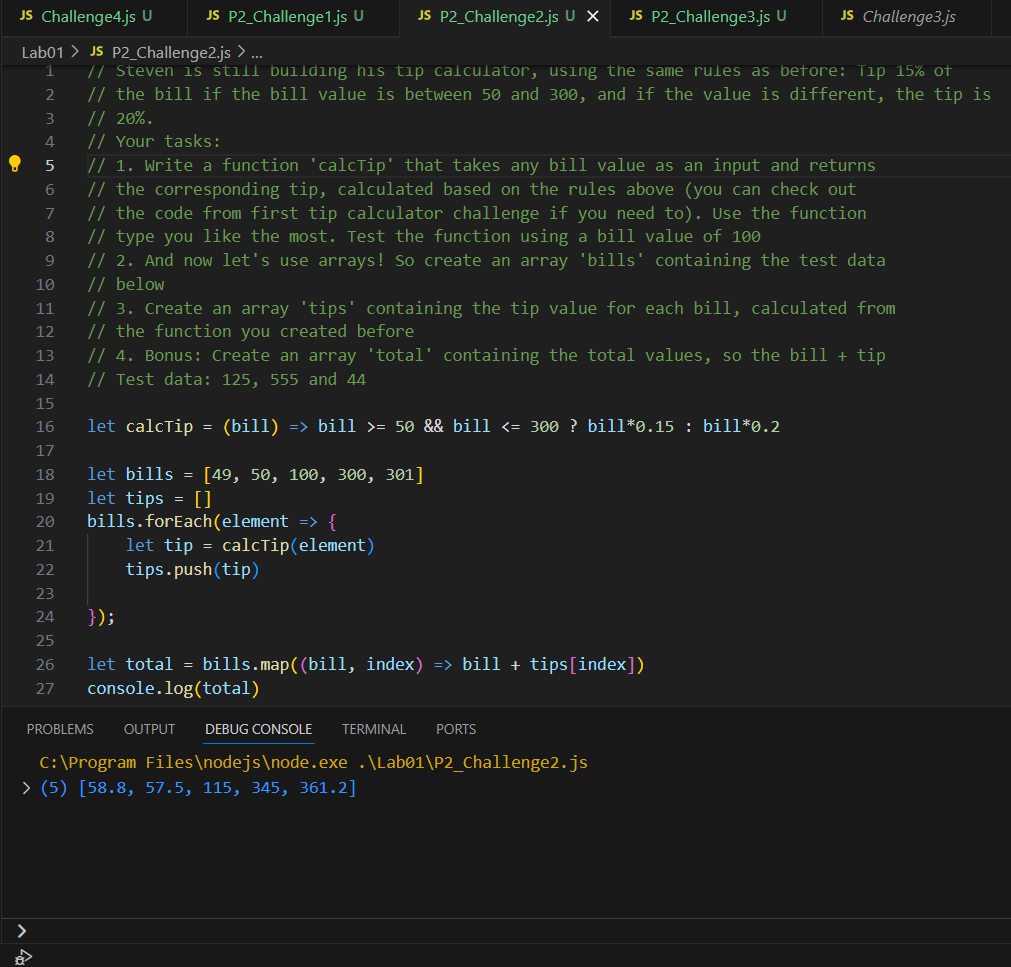 JS Challenge4.js U JS P2_Challenge1.js U JS P2_Challenge2.js U JS P2_Challenge3.js U JS Challenge3.js
Lab01 > JS P2_Challenge2.js > ...
1 // Steven is still building his tip calculator, using the same rules as before: Tip 15% of
2 // the bill if the bill value is between 50 and 300, and if the value is different, the tip is
3 // 20%.
4 // Your tasks:
5 // 1. Write a function 'calcTip' that takes any bill value as an input and returns
6 // the corresponding tip, calculated based on the rules above (you can check out
7 // the code from first tip calculator challenge if you need to). Use the function
8 // type you like the most. Test the function using a bill value of 100
9 // 2. And now let's use arrays! So create an array 'bills' containing the test data
10 // below
11 // 3. Create an array 'tips' containing the tip value for each bill, calculated from
12 // the function you created before
13 // 4. Bonus: Create an array 'total' containing the total values, so the bill + tip
14 // Test data: 125, 555 and 44
15
16 let calcTip = (bill) => bill >= 50 && bill <= 300 ? bill*0.15 : bill*0.2
17
18 let bills = [49, 50, 100, 300, 301]
19 let tips = []
20 bills.forEach(element => {
21     let tip = calcTip(element)
22     tips.push(tip)
23
24 });
25
26 let total = bills.map((bill, index) => bill + tips[index])
27 console.log(total)
PROBLEMS OUTPUT DEBUG CONSOLE TERMINAL PORTS
C:\Program Files\nodejs\node.exe .\Lab01\P2_Challenge2.js
> (5) [58.8, 57.5, 115, 345, 361.2]
>